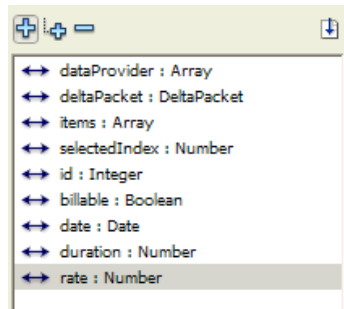 dataProvider : Array
deltaPacket : DeltaPacket
items : Array
selectedIndex : Number
id : Integer
billable : Boolean
date : Date
duration : Number
rate : Number